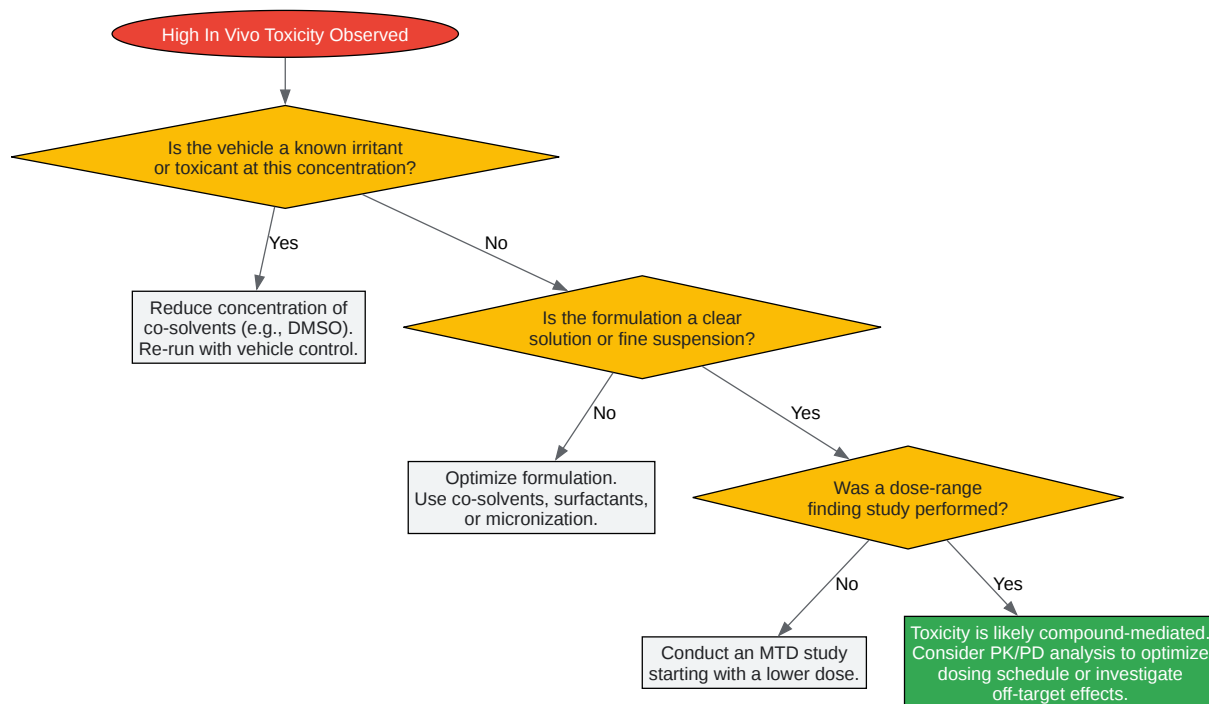 High In Vivo Toxicity Observed
Is the vehicle a known irritant
or toxicant at this concentration?
Yes
No
Reduce concentration of
co-solvents (e.g., DMSO).
Re-run with vehicle control.
Is the formulation a clear
solution or fine suspension?
No
Yes
Optimize formulation.
Use co-solvents, surfactants,
or micronization.
Was a dose-range
finding study performed?
No
Yes
Conduct an MTD study
starting with a lower dose.
Toxicity is likely compound-mediated.
Consider PK/PD analysis to optimize
dosing schedule or investigate
off-target effects.